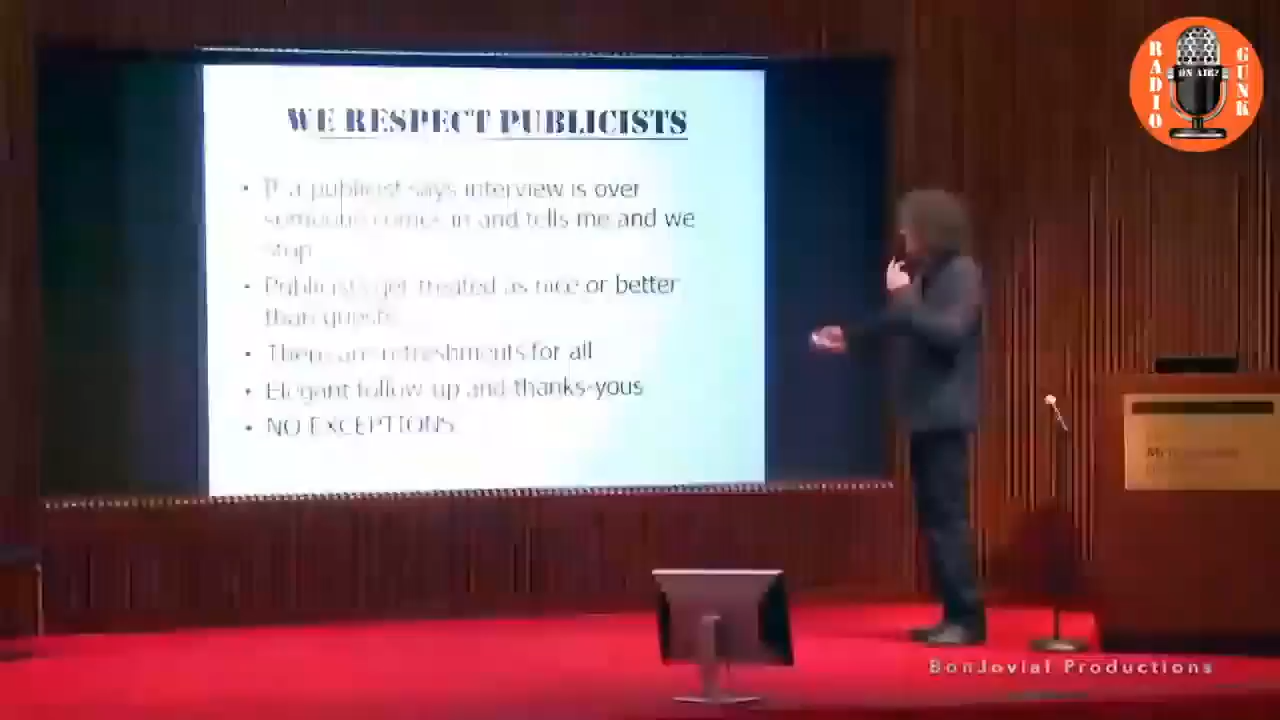 WE RESPECT PUBLICISTS
• If a publicist says interview is over
someone comes in and tells me and we
stop
• Publicists get treated as nice or better
than guests
• There are refreshments for all
• Elegant follow up and thanks-yous
• NO EXCEPTIONS
RADIO
ON AIR?
GUNK
BonJovial Productions